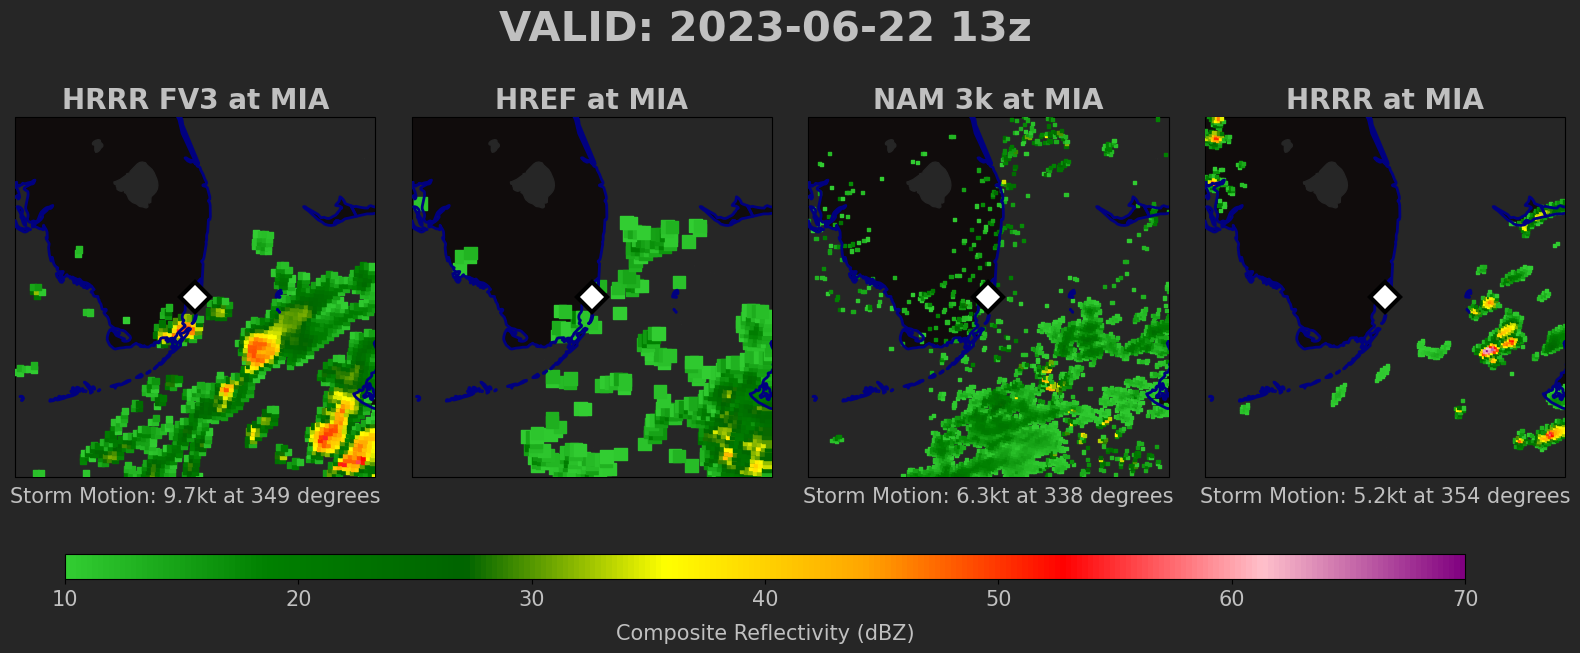 VALID: 2023-06-22 13z
HRRR FV3 at MIA
HREF at MIA
NAM 3k at MIA
HRRR at MIA
Storm Motion: 9.7kt at 349 degrees
Storm Motion: 6.3kt at 338 degrees
Storm Motion: 5.2kt at 354 degrees
10 20 30 40 50 60 70
Composite Reflectivity (dBZ)